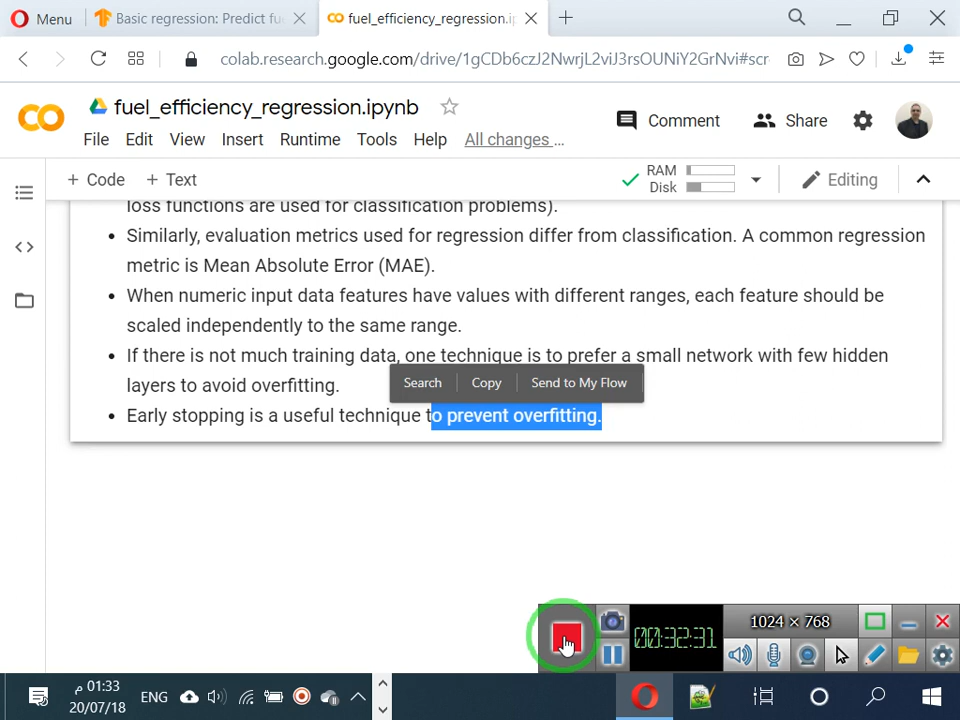 Menu
Basic regression: Predict fu
fuel_efficiency_regression.ip
colab.research.google.com/drive/1gCDb6czJ2NwrjL2viJ3rsOUNiY2GrNvi#scr
fuel_efficiency_regression.ipynb
Comment
Share
File Edit View Insert Runtime Tools Help All changes ...
+ Code + Text
RAM
Disk
Editing
loss functions are used for classification problems).
• Similarly, evaluation metrics used for regression differ from classification. A common regression
metric is Mean Absolute Error (MAE).
• When numeric input data features have values with different ranges, each feature should be
scaled independently to the same range.
• If there is not much training data, one technique is to prefer a small network with few hidden
layers to avoid overfitting.
Search Copy Send to My Flow
• Early stopping is a useful technique to prevent overfitting.
00:32:31
1024 × 768
01:33 م
20/07/18
ENG